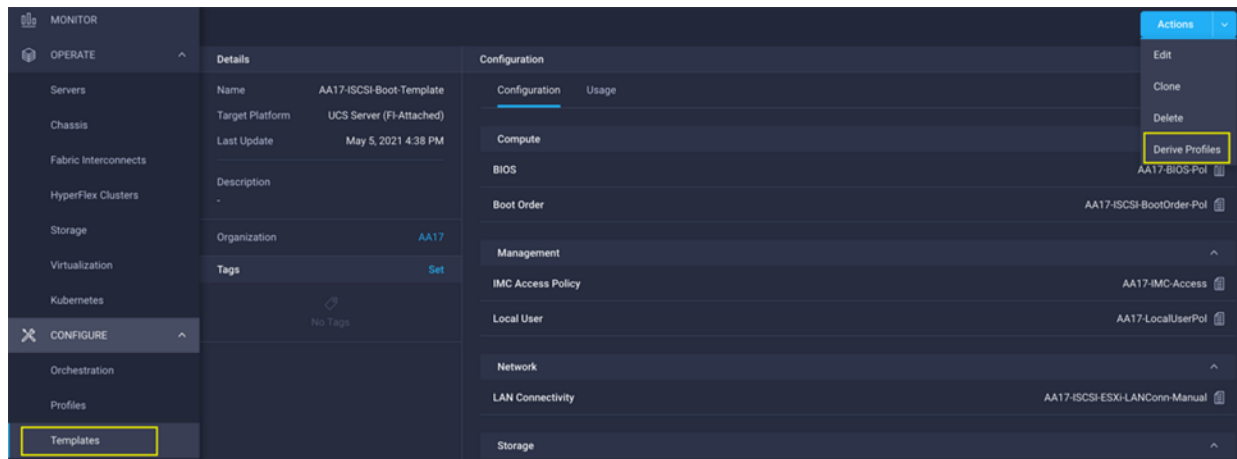 MONITOR
OPERATE
Servers
Chassis
Fabric Interconnects
HyperFlex Clusters
Storage
Virtualization
Kubernetes
CONFIGURE
Orchestration
Profiles
Templates
Details
Name AA17-ISCSI-Boot-Template
Target Platform UCS Server (FI-Attached)
Last Update May 5, 2021 4:38 PM
Description
-
Organization AA17
Tags Set
No Tags
Configuration
Configuration Usage
Compute
BIOS AA17-BIOS-Pol
Boot Order AA17-ISCSI-BootOrder-Pol
Management
IMC Access Policy AA17-IMC-Access
Local User AA17-LocalUserPol
Network
LAN Connectivity AA17-ISCSI-ESXi-LANConn-Manual
Storage
Actions
Edit
Clone
Delete
Derive Profiles